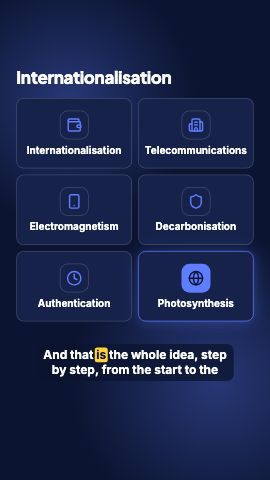 Internationalisation
Internationalisation
Telecommunications
Electromagnetism
Decarbonisation
Authentication
Photosynthesis
And that is the whole idea, step
by step, from the start to the